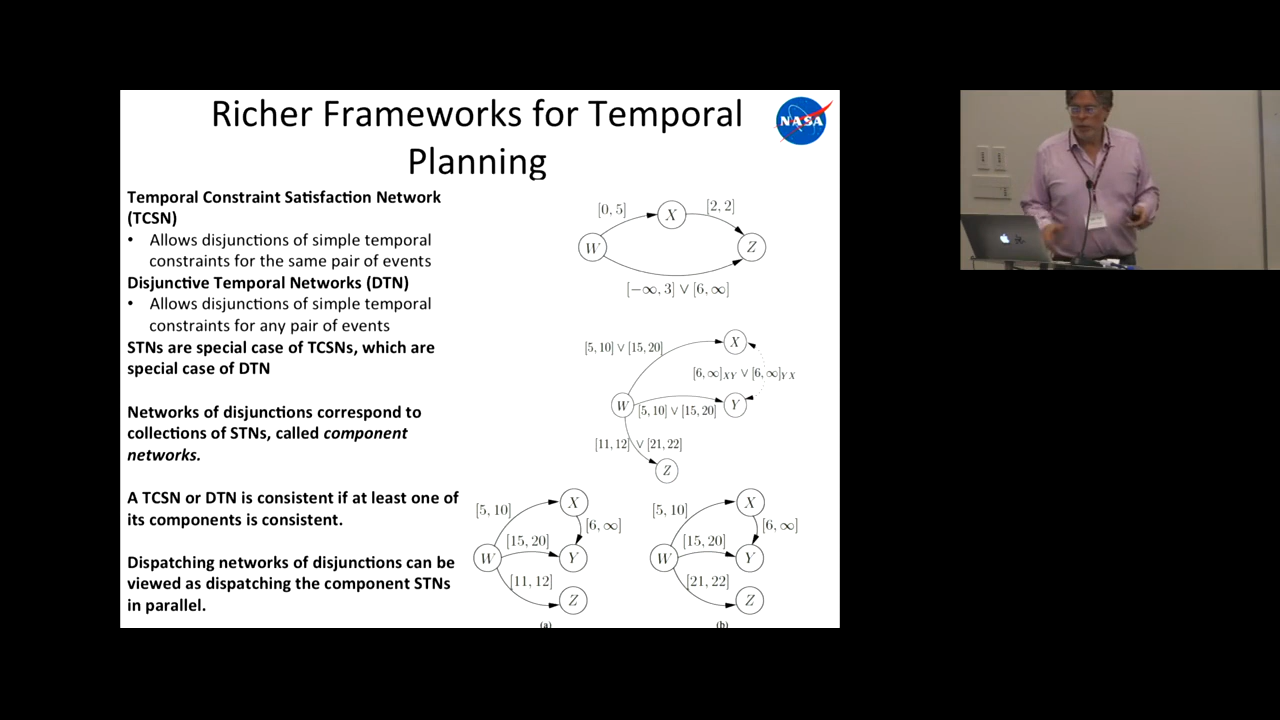 Richer Frameworks for Temporal
Planning
NASA
Temporal Constraint Satisfaction Network
(TCSN)
• Allows disjunctions of simple temporal
constraints for the same pair of events
Disjunctive Temporal Networks (DTN)
• Allows disjunctions of simple temporal
constraints for any pair of events
STNs are special case of TCSNs, which are
special case of DTN
Networks of disjunctions correspond to
collections of STNs, called component
networks.
A TCSN or DTN is consistent if at least one of
its components is consistent.
Dispatching networks of disjunctions can be
viewed as dispatching the component STNs
in parallel.
[0, 5]
X
[2, 2]
W
Z
[−∞, 3] ∨ [6, ∞]
X
[5, 10] ∨ [15, 20]
[6, ∞]XY ∨ [6, ∞]YX
W
Y
[5, 10] ∨ [15, 20]
[11, 12] ∨ [21, 22]
Z
X
[5, 10]
[6, ∞]
[15, 20]
W
Y
[11, 12]
Z
(a)
X
[5, 10]
[6, ∞]
[15, 20]
W
Y
[21, 22]
Z
(b)